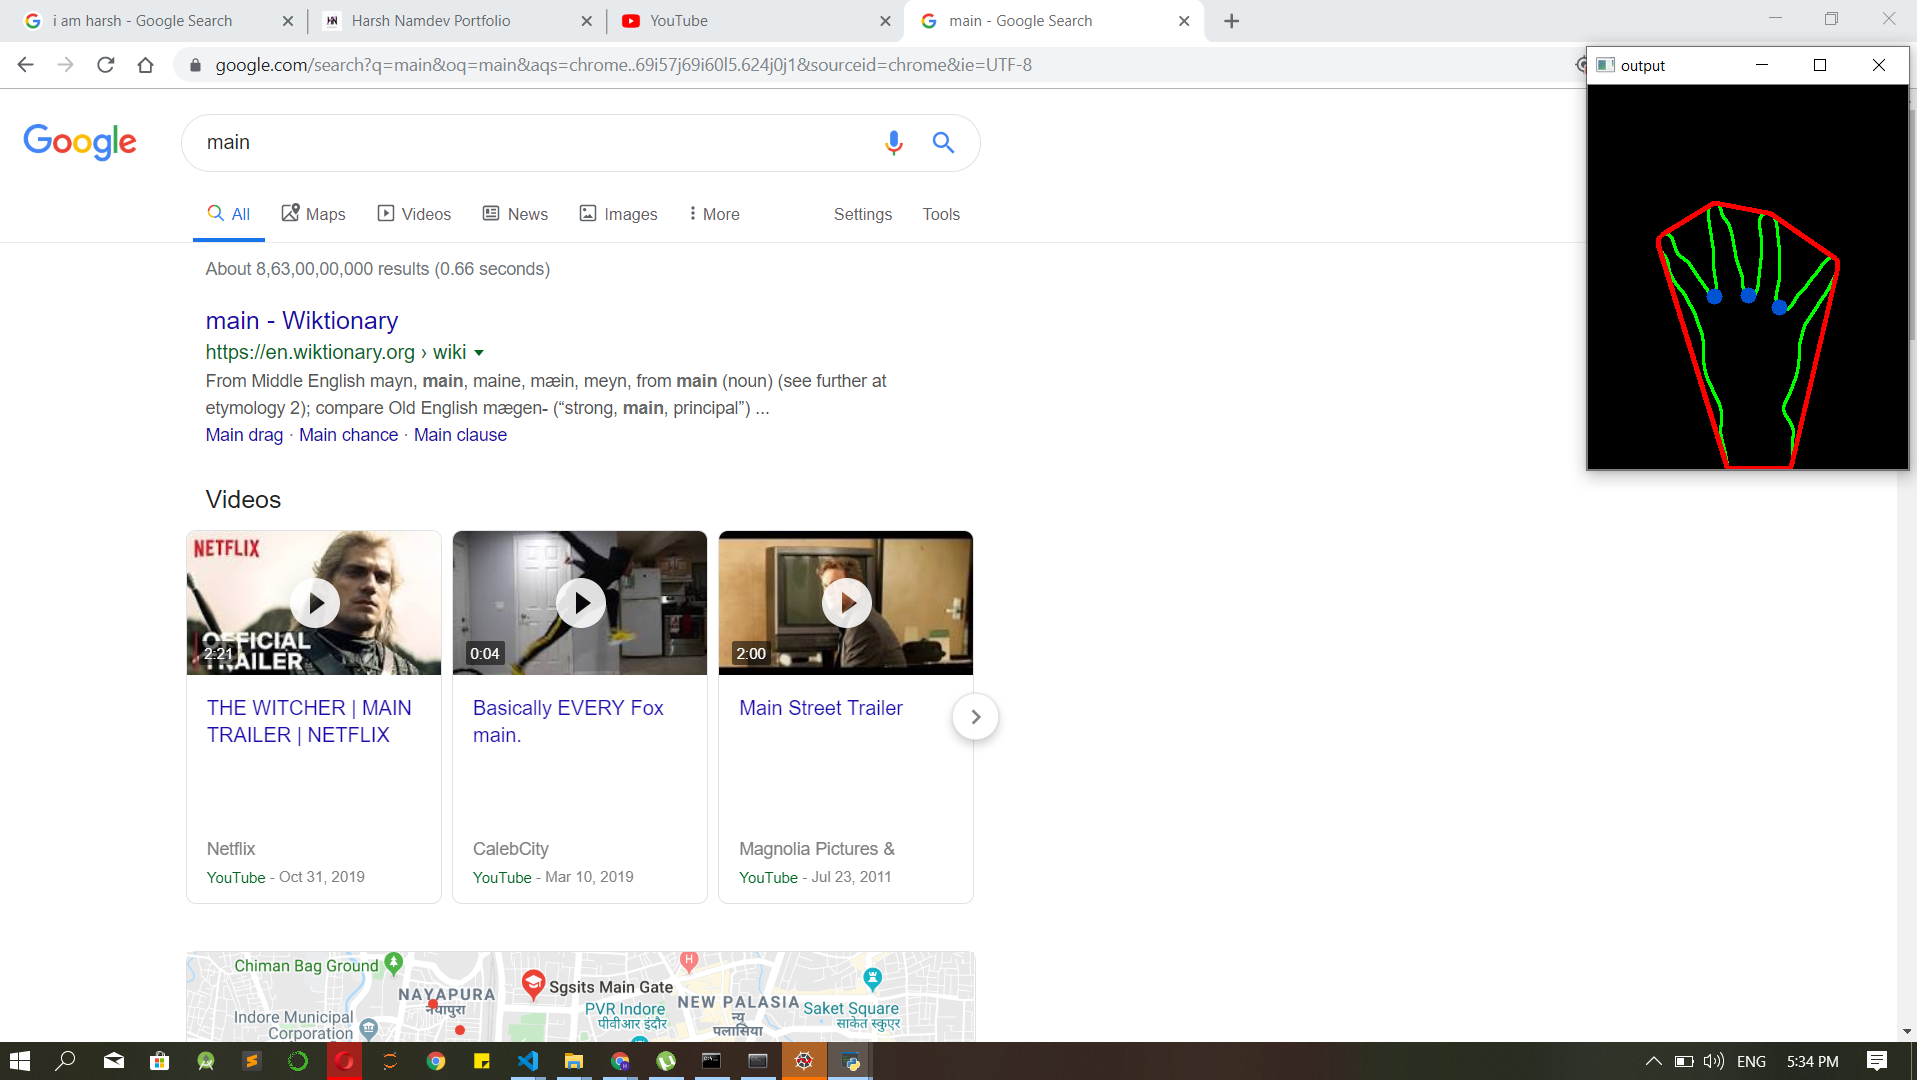 i am harsh - Google Search
Harsh Namdev Portfolio
YouTube
main - Google Search
google.com/search?q=main&oq=main&aqs=chrome..69i57j69i60l5.624j0j1&sourceid=chrome&ie=UTF-8
output
Google
main
All
Maps
Videos
News
Images
More
Settings
Tools
About 8,63,00,00,000 results (0.66 seconds)
main - Wiktionary
https://en.wiktionary.org › wiki
From Middle English mayn, main, maine, mæin, meyn, from main (noun) (see further at
etymology 2); compare Old English mægen- (“strong, main, principal”) ...
Main drag · Main chance · Main clause
Videos
NETFLIX
OFFICIAL
TRAILER
2:21
0:04
2:00
THE WITCHER | MAIN
TRAILER | NETFLIX
Basically EVERY Fox
main.
Main Street Trailer
Netflix
YouTube - Oct 31, 2019
CalebCity
YouTube - Mar 10, 2019
Magnolia Pictures &
YouTube - Jul 23, 2011
Chiman Bag Ground
H
NAYAPURA
नयापुरा
Sgsits Main Gate
PVR Indore
पीवीआर इंदौर
NEW PALASIA
न्यू
पलासिया
Saket Square
साकेत स्कुएर
Indore Municipal
Corporation
ENG
5:34 PM